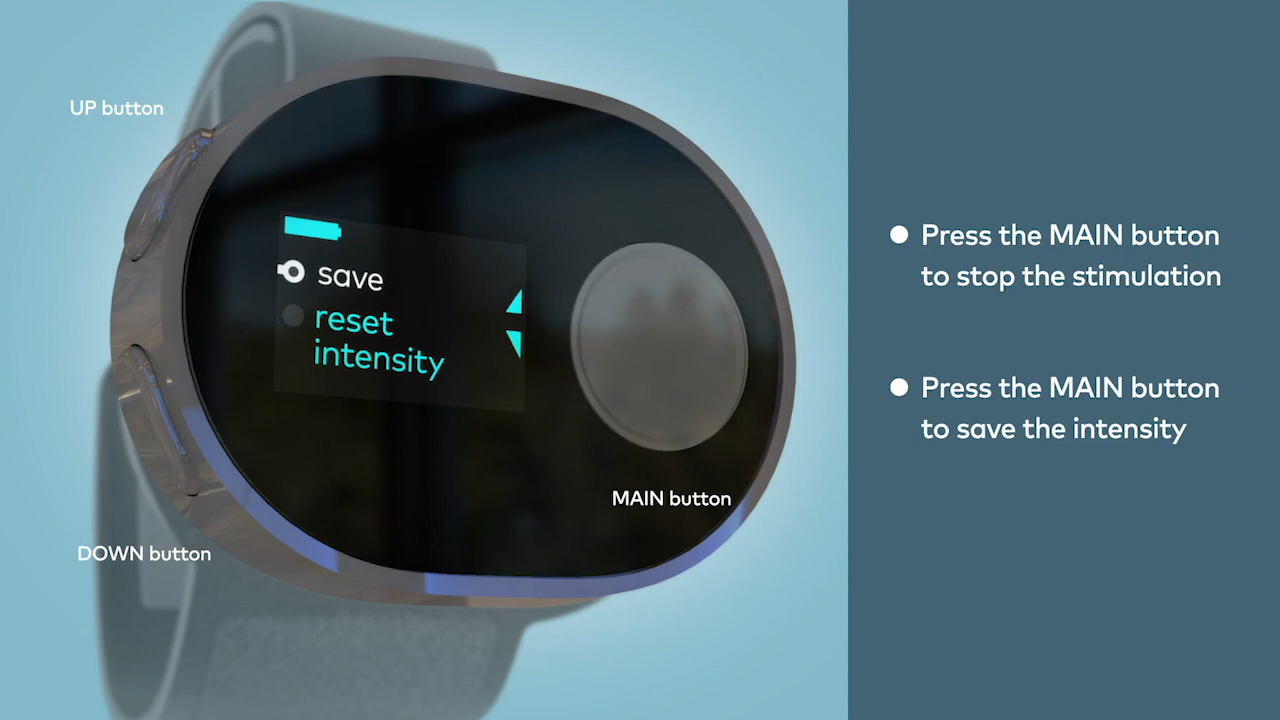 UP button
save
reset
intensity
MAIN button
DOWN button
Press the MAIN button
to stop the stimulation
Press the MAIN button
to save the intensity